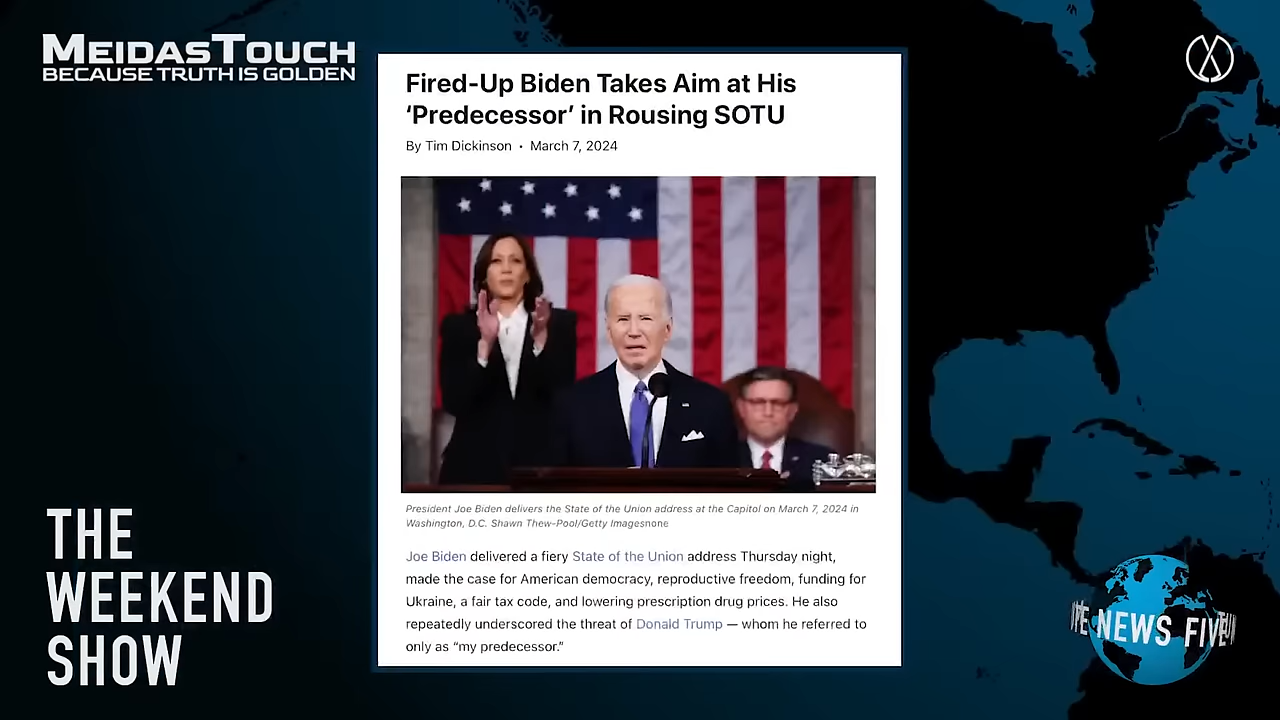 MEIDASTOUCH
BECAUSE TRUTH IS GOLDEN
Fired-Up Biden Takes Aim at His
‘Predecessor’ in Rousing SOTU
By Tim Dickinson • March 7, 2024
President Joe Biden delivers the State of the Union address at the Capitol on March 7, 2024 in
Washington, D.C. Shawn Thew-Pool/Getty Imagesnone
Joe Biden delivered a fiery State of the Union address Thursday night,
made the case for American democracy, reproductive freedom, funding for
Ukraine, a fair tax code, and lowering prescription drug prices. He also
repeatedly underscored the threat of Donald Trump — whom he referred to
only as “my predecessor.”
THE
WEEKEND
SHOW
NEWS